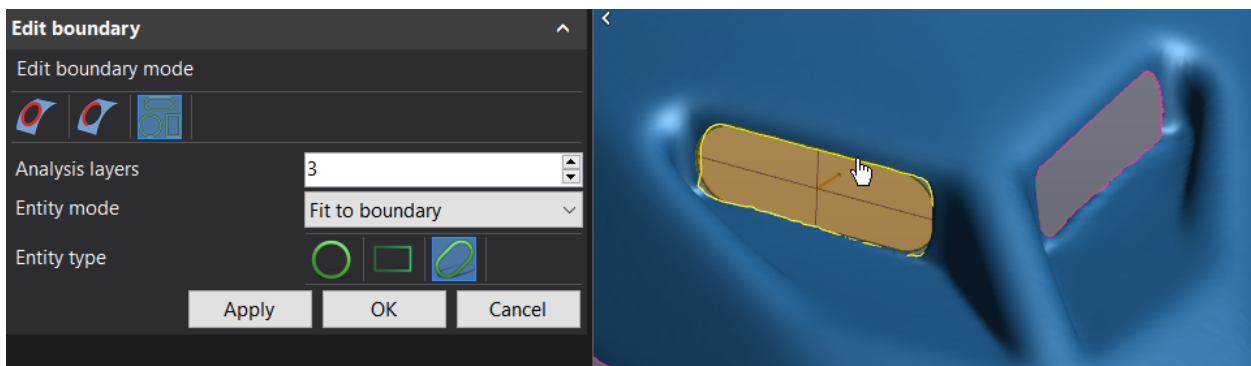 Edit boundary
Edit boundary mode
Analysis layers 3
Entity mode Fit to boundary
Entity type
Apply OK Cancel